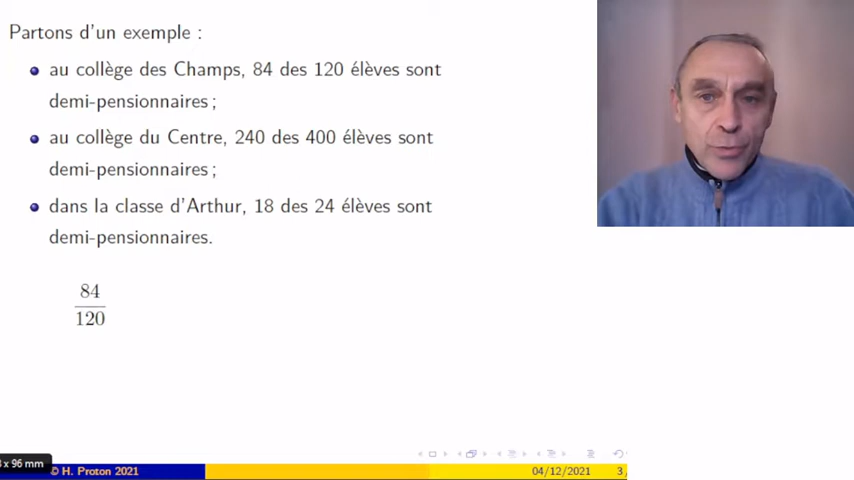 Partons d'un exemple :
au collège des Champs, 84 des 120 élèves sont
demi-pensionnaires ;
au collège du Centre, 240 des 400 élèves sont
demi-pensionnaires ;
dans la classe d'Arthur, 18 des 24 élèves sont
demi-pensionnaires.
84
120
x 96 mm
© H. Proton 2021
04/12/2021
3